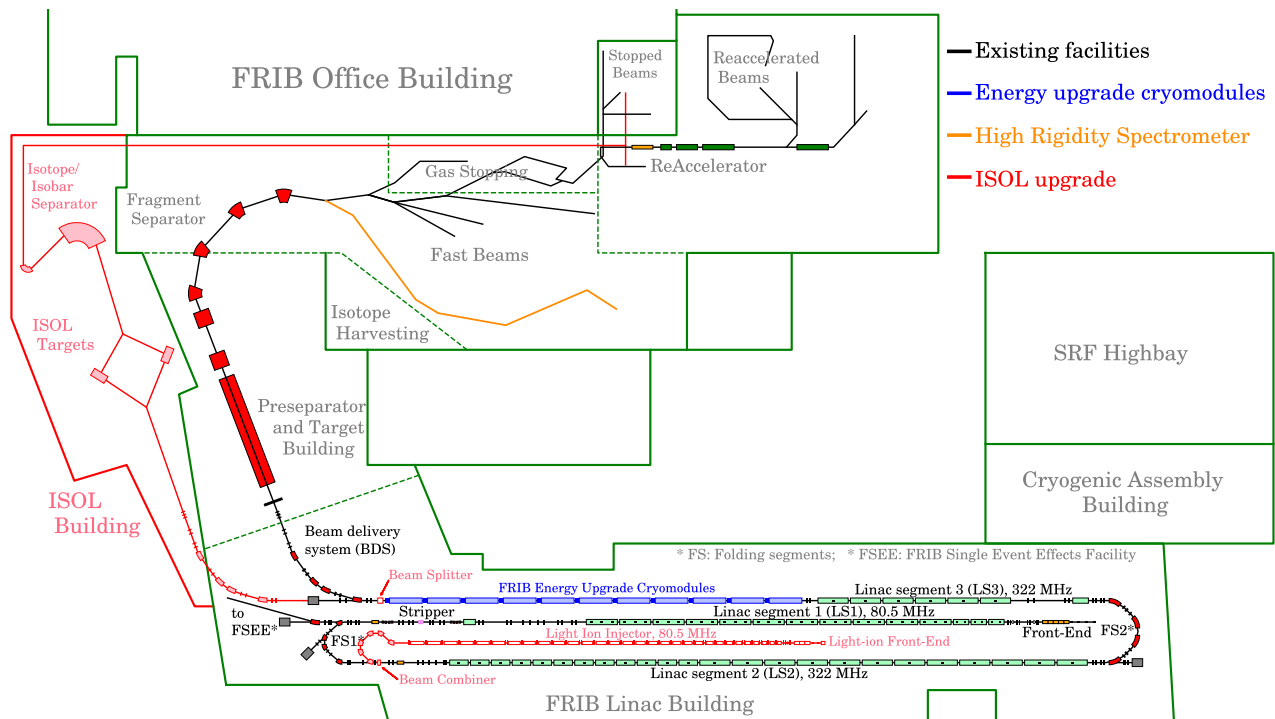 FRIB Office Building
Stopped
Beams
Reaccelerated
Beams
Existing facilities
Energy upgrade cryomodules
High Rigidity Spectrometer
ISOL upgrade
Isotope/
Isobar
Separator
Fragment
Separator
Gas Stopping
ReAccelerator
Fast Beams
Isotope
Harvesting
ISOL
Targets
SRF Highbay
Preseparator
and Target
Building
Cryogenic Assembly
Building
ISOL
Building
Beam delivery
system (BDS)
* FS: Folding segments;   * FSEE: FRIB Single Event Effects Facility
Beam Splitter
FRIB Energy Upgrade Cryomodules
Linac segment 3 (LS3), 322 MHz
to
FSEE*
Stripper
Linac segment 1 (LS1), 80.5 MHz
FS1*
Light Ion Injector, 80.5 MHz
Light-ion Front-End
Front-End
FS2*
Beam Combiner
Linac segment 2 (LS2), 322 MHz
FRIB Linac Building